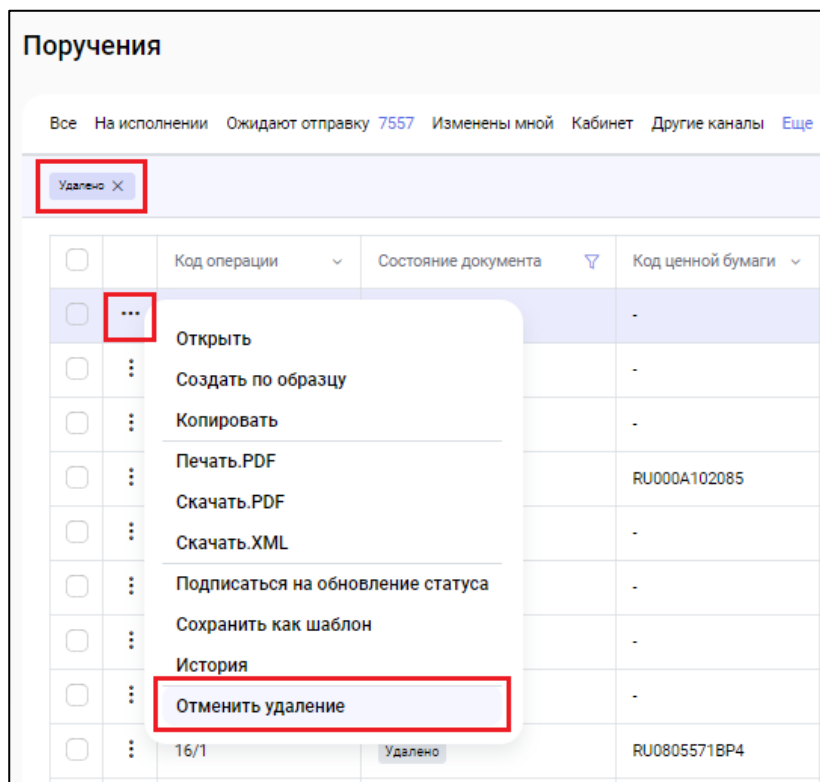 Поручения
Все На исполнении Ожидают отправку 7557 Изменены мной Кабинет Другие каналы Еще
Удалено ×
Код операции Состояние документа Код ценной бумаги
-
Открыть
-
Создать по образцу
Копировать
-
Печать.PDF
RU000A102085
Скачать.PDF
Скачать.XML
-
Подписаться на обновление статуса
-
Сохранить как шаблон
-
История
Отменить удаление
-
16/1 Удалено RU0805571BP4